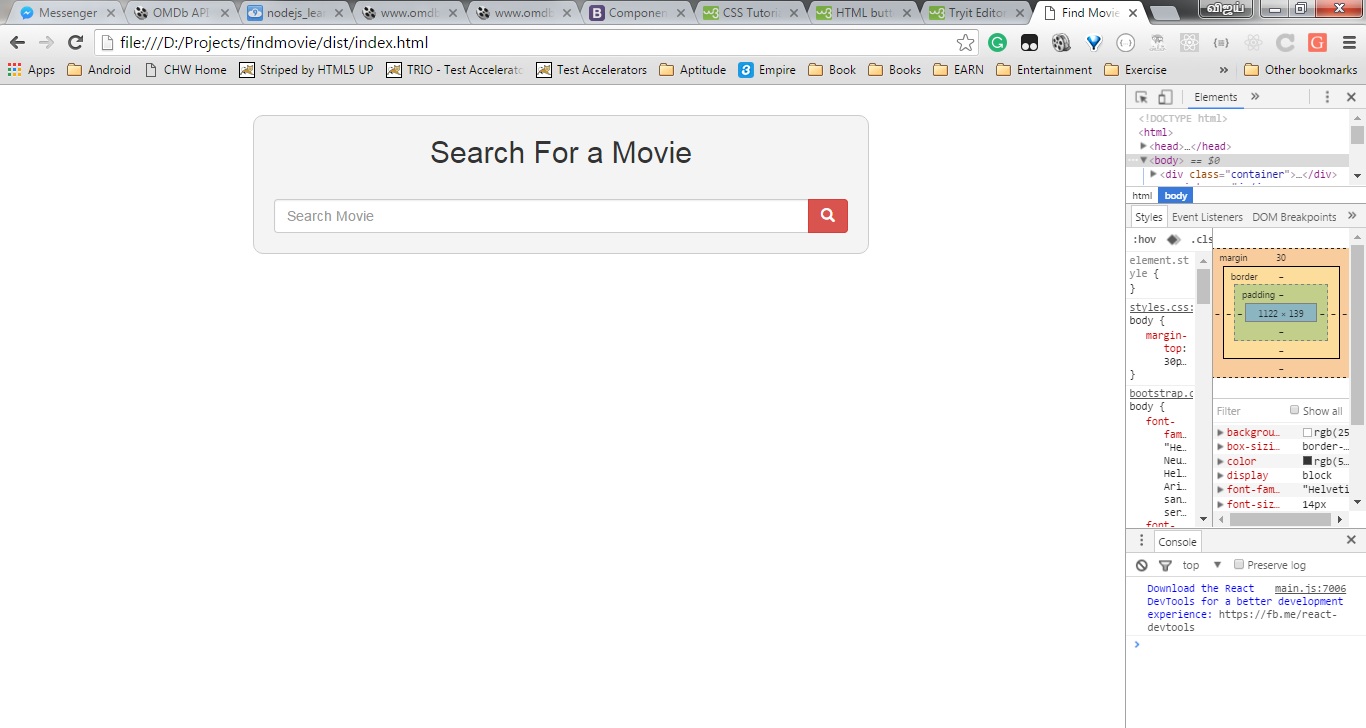 Messenger
OMDb API
nodejs_lea
www.omdb
www.omdb
Componen
CSS Tutoria
HTML butt
Tryit Editor
Find Movie
விஜய்
file:///D:/Projects/findmovie/dist/index.html
Apps
Android
CHW Home
Striped by HTML5 UP
TRIO - Test Accelerato
Test Accelerators
Aptitude
Empire
Book
Books
EARN
Entertainment
Exercise
»
Other bookmarks
Search For a Movie
Search Movie
Elements »
<!DOCTYPE html>
<html>
<head>…</head>
<body> == $0
<div class="container">…</div>
html body
Styles Event Listeners DOM Breakpoints »
:hov .cls
element.st
yle {
}
styles.css:
body {
margin-
top:
30p…
}
bootstrap.c
body {
font-
fam…
"He…
Neu…
Hel…
Ari…
san…
ser…
font-
margin 30
border –
padding –
1122 × 139
Filter Show all
backgrou… rgb(25
box-sizi… border-…
color rgb(5…
display block
font-fam… "Helveti
font-siz… 14px
Console
top Preserve log
Download the React main.js:7006
DevTools for a better development
experience: https://fb.me/react-
devtools